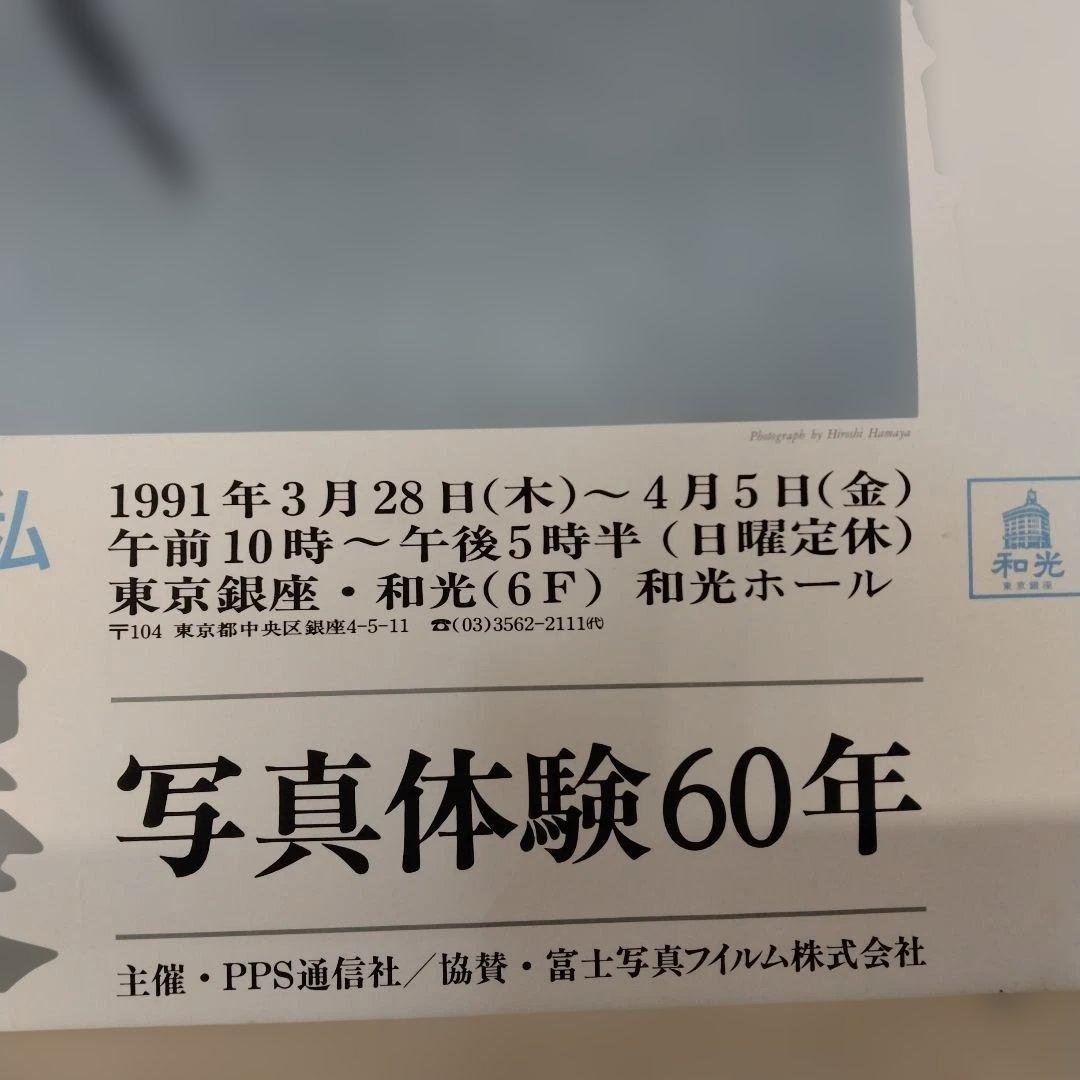 Photograph by Hiroshi Hamaya
1991年3月28日(木)〜4月5日(金)
午前10時〜午後5時半(日曜定休)
東京銀座・和光(6F) 和光ホール
〒104 東京都中央区銀座4-5-11 ☎(03)3562-2111㈹
和光
東京銀座
私
写真体験60年
主催・PPS通信社/協賛・富士写真フイルム株式会社